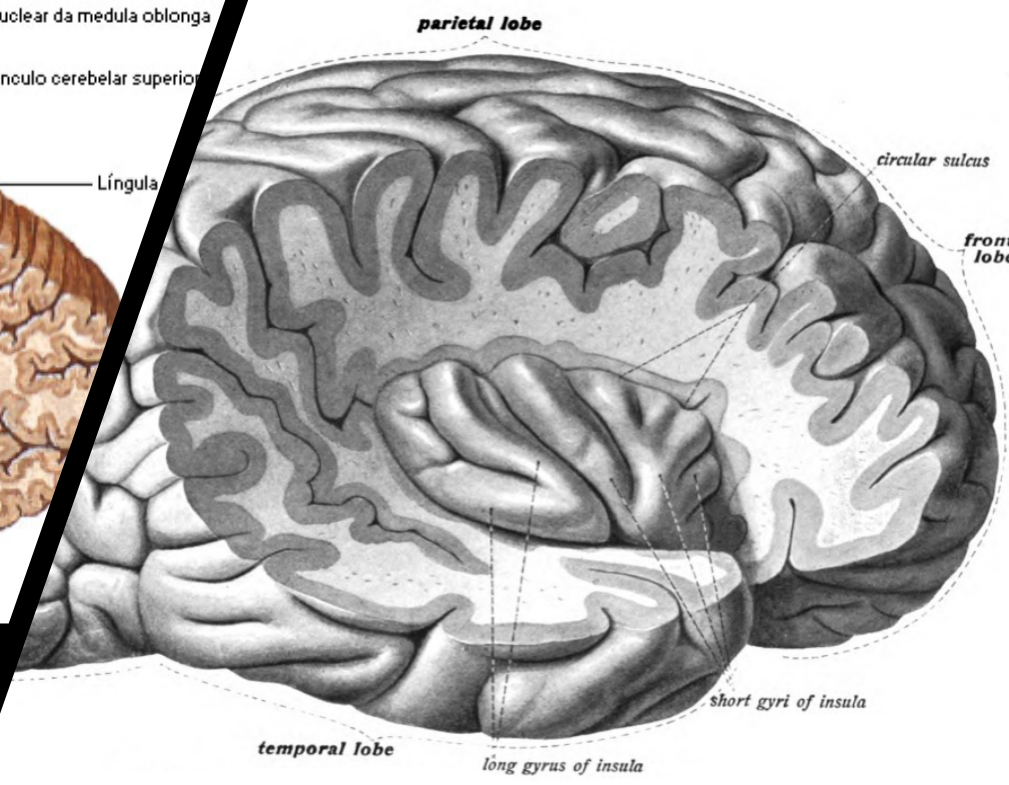 uclear da medula oblonga
nculo cerebelar superior
Língula
parietal lobe
circular sulcus
front
lobe
short gyri of insula
temporal lobe
long gyrus of insula